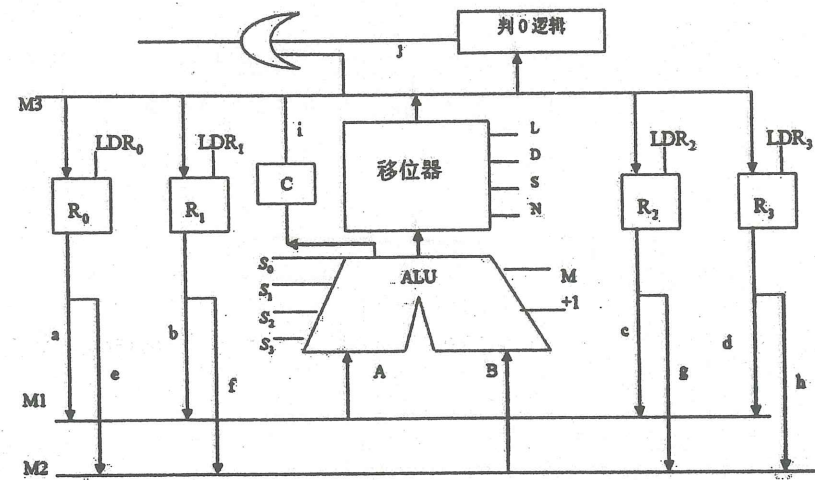 判0逻辑
J
M3
LDR₀
LDR₁
i
L
LDR₂
LDR₃
移位器
D
C
S
R₀
R₁
N
R₂
R₃
S₀
ALU
M
S₁
+1
S₂
S₃
a
b
c
d
e
f
A
B
g
h
M1
M2